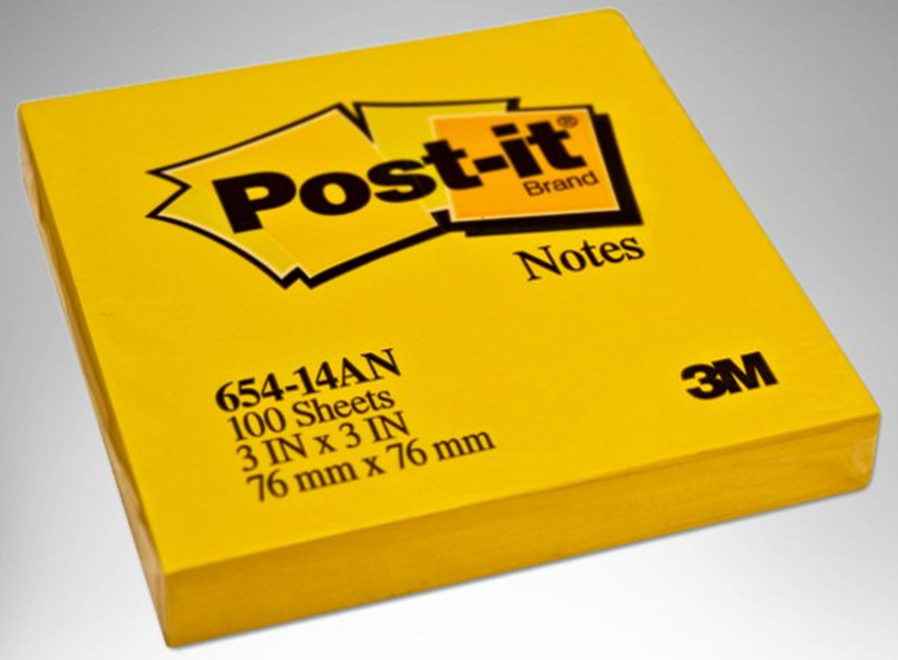 Post-it®
Brand
Notes
654-14AN
100 Sheets
3 IN x 3 IN
76 mm x 76 mm
3M